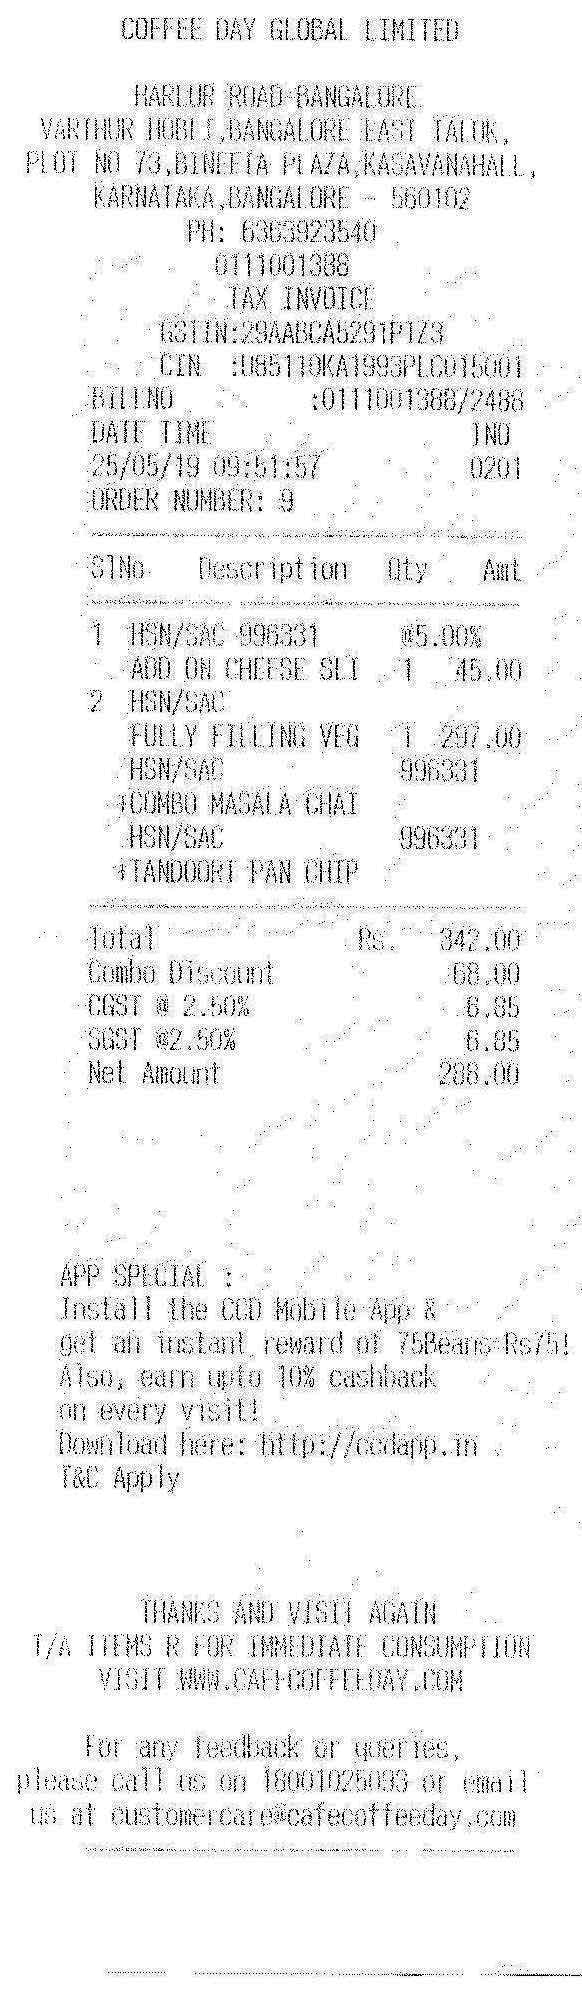 COFFEE DAY GLOBAL LIMITED
HARLUR ROAD-BANGALORE
VARTHUR HOBLI,BANGALORE EAST TALUK,
PLOT NO 73,BINEETA PLAZA,KASAVANAHALL,
KARNATAKA,BANGALORE - 560102
PH: 6363923540
0111001388
TAX INVOICE
GSTIN:29AABCA5291P1Z3
CIN :U85110KA1993PLC015001
BILLNO :0111001388/2488
DATE TIME TNO
25/05/19 09:51:57 0201
ORDER NUMBER: 9
SlNo Description Qty Amt
1 HSN/SAC 996331 @5.00%
ADD ON CHEESE SLI 1 45.00
2 HSN/SAC
FULLY FILLING VEG 1 297.00
HSN/SAC 996331
+COMBO MASALA CHAI
HSN/SAC 996331
+TANDOORI PAN CHIP
Total Rs. 342.00
Combo Discount 68.00
CGST @ 2.50% 6.85
SGST @2.50% 6.85
Net Amount 288.00
APP SPECIAL :
Install the CCD Mobile App &
get an instant reward of 75Beans=Rs75!
Also, earn upto 10% cashback
on every visit!
Download here: http://ccdapp.in
T&C Apply
THANKS AND VISIT AGAIN
T/A ITEMS R FOR IMMEDIATE CONSUMPTION
VISIT WWW.CAFECOFFEEDAY.COM
For any feedback or queries,
please call us on 18001025093 or email
us at customercare@cafecoffeeday.com